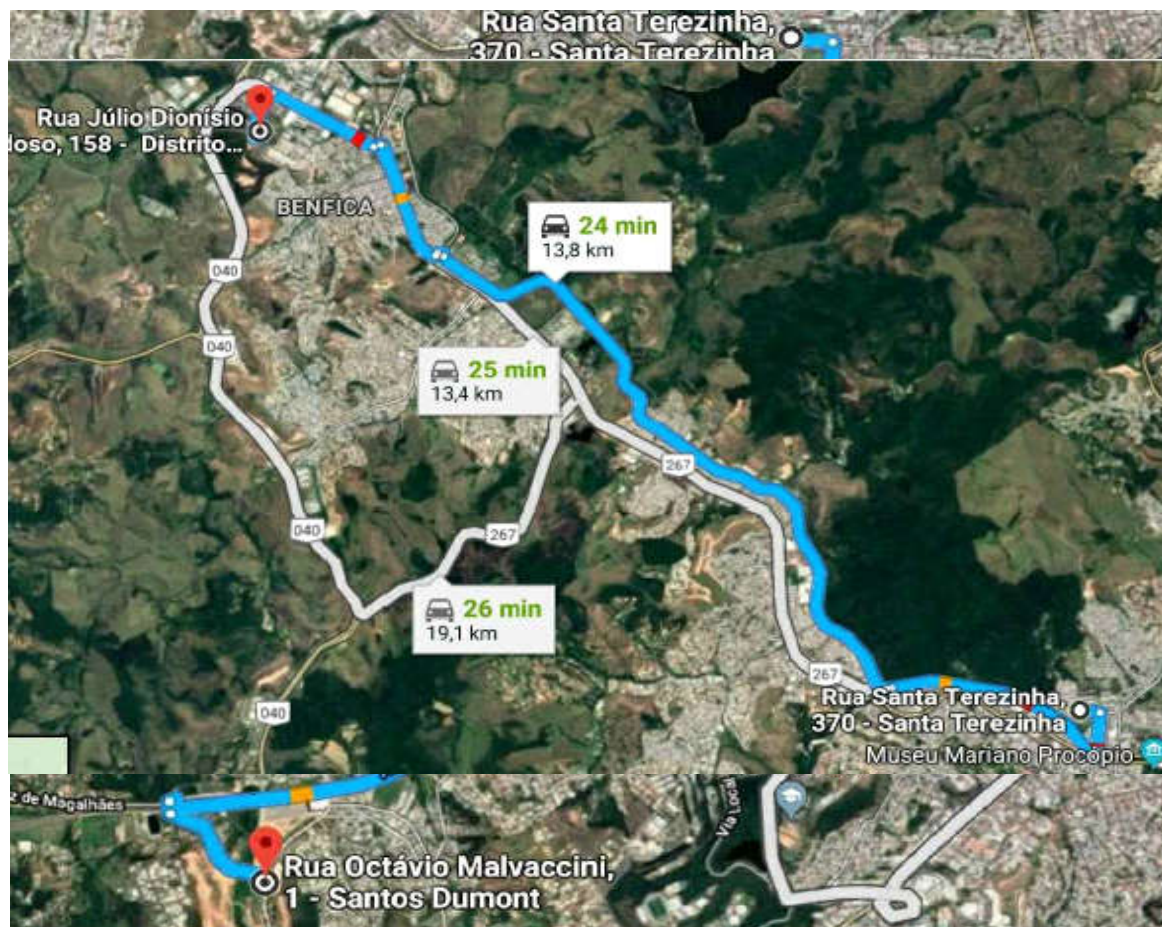 Rua Santa Terezinha,
370 - Santa Terezinha
Rua Júlio Dionísio
doso, 158 - Distrito...
BENFICA
24 min
13,8 km
040
040
25 min
13,4 km
267
040
267
26 min
19,1 km
267
040
Rua Santa Terezinha,
370 - Santa Terezinha
Museu Mariano Procópio
z de Magalhães
Via Local
Rua Octávio Malvaccini,
1 - Santos Dumont